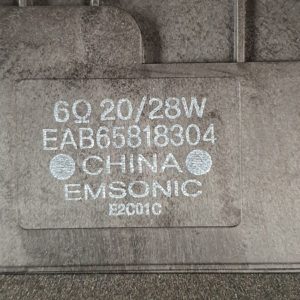 6Ω 20/28W
EAB65818304
CHINA
EMSONIC
E2C01C